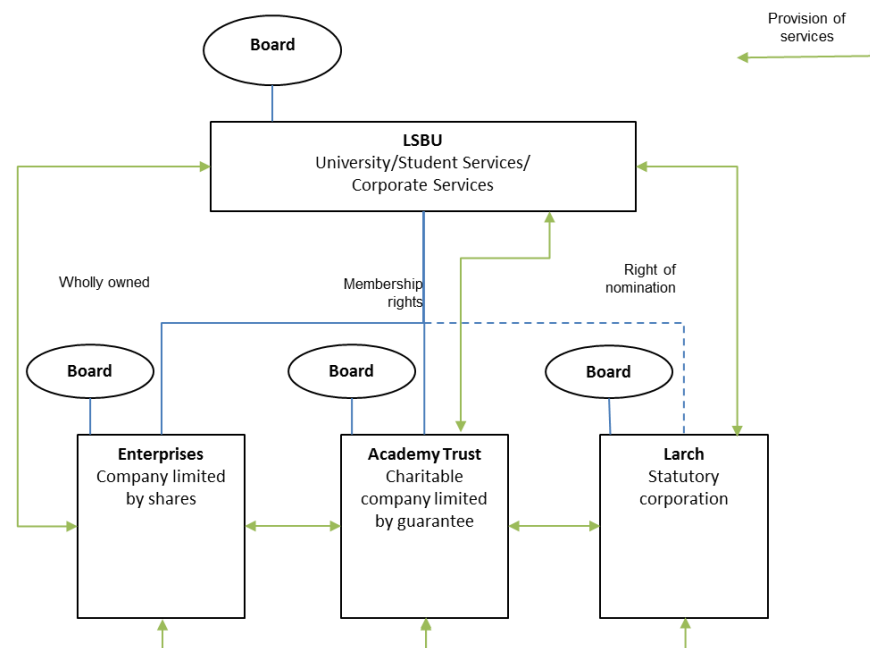 Provision of
services
Board
LSBU
University/Student Services/
Corporate Services
Wholly owned
Membership
rights
Right of
nomination
Board
Board
Board
Enterprises
Company limited
by shares
Academy Trust
Charitable
company limited
by guarantee
Larch
Statutory
corporation